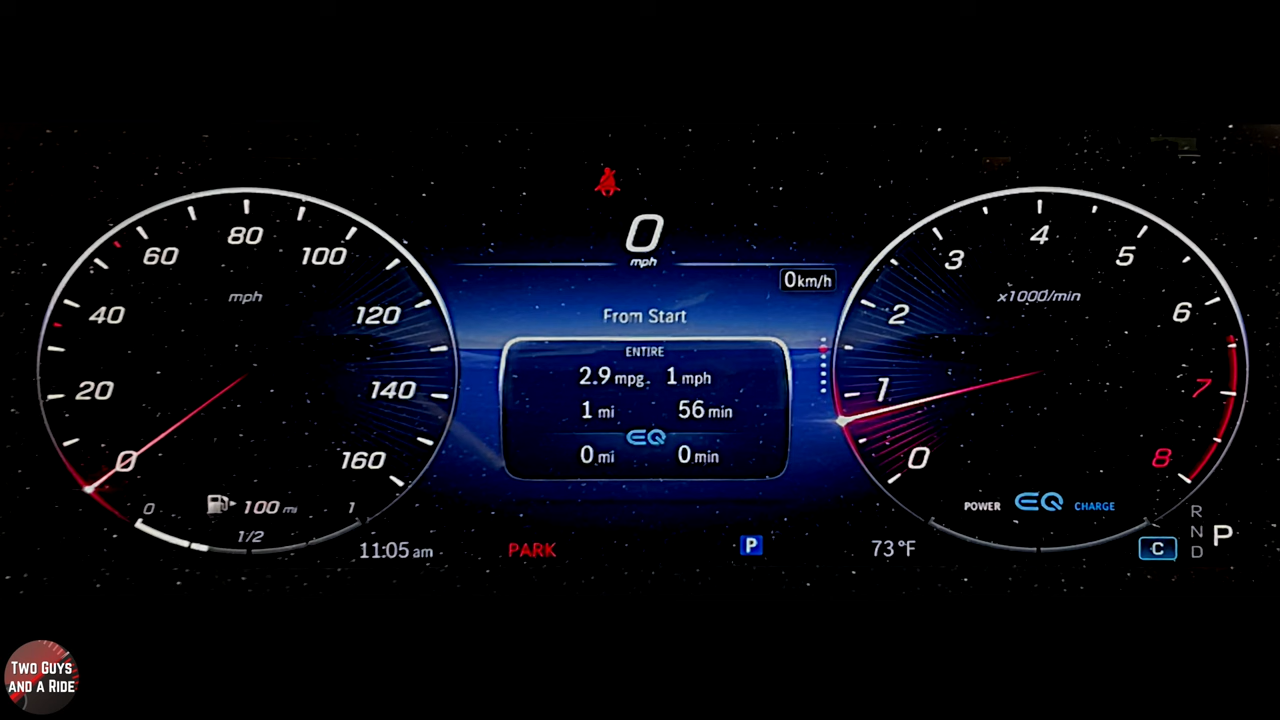 0
mph
0 km/h
60 80 100
40 mph 120
20 140
0 160
0 100 mi 1
1/2
From Start
ENTIRE
2.9 mpg 1 mph
1 mi 56 min
EQ
0 mi 0 min
3 4 5
2 x1000/min 6
1 7
0 8
POWER EQ CHARGE
R
N P
D
C
11:05 am PARK P 73 °F
TWO GUYS
AND A RIDE